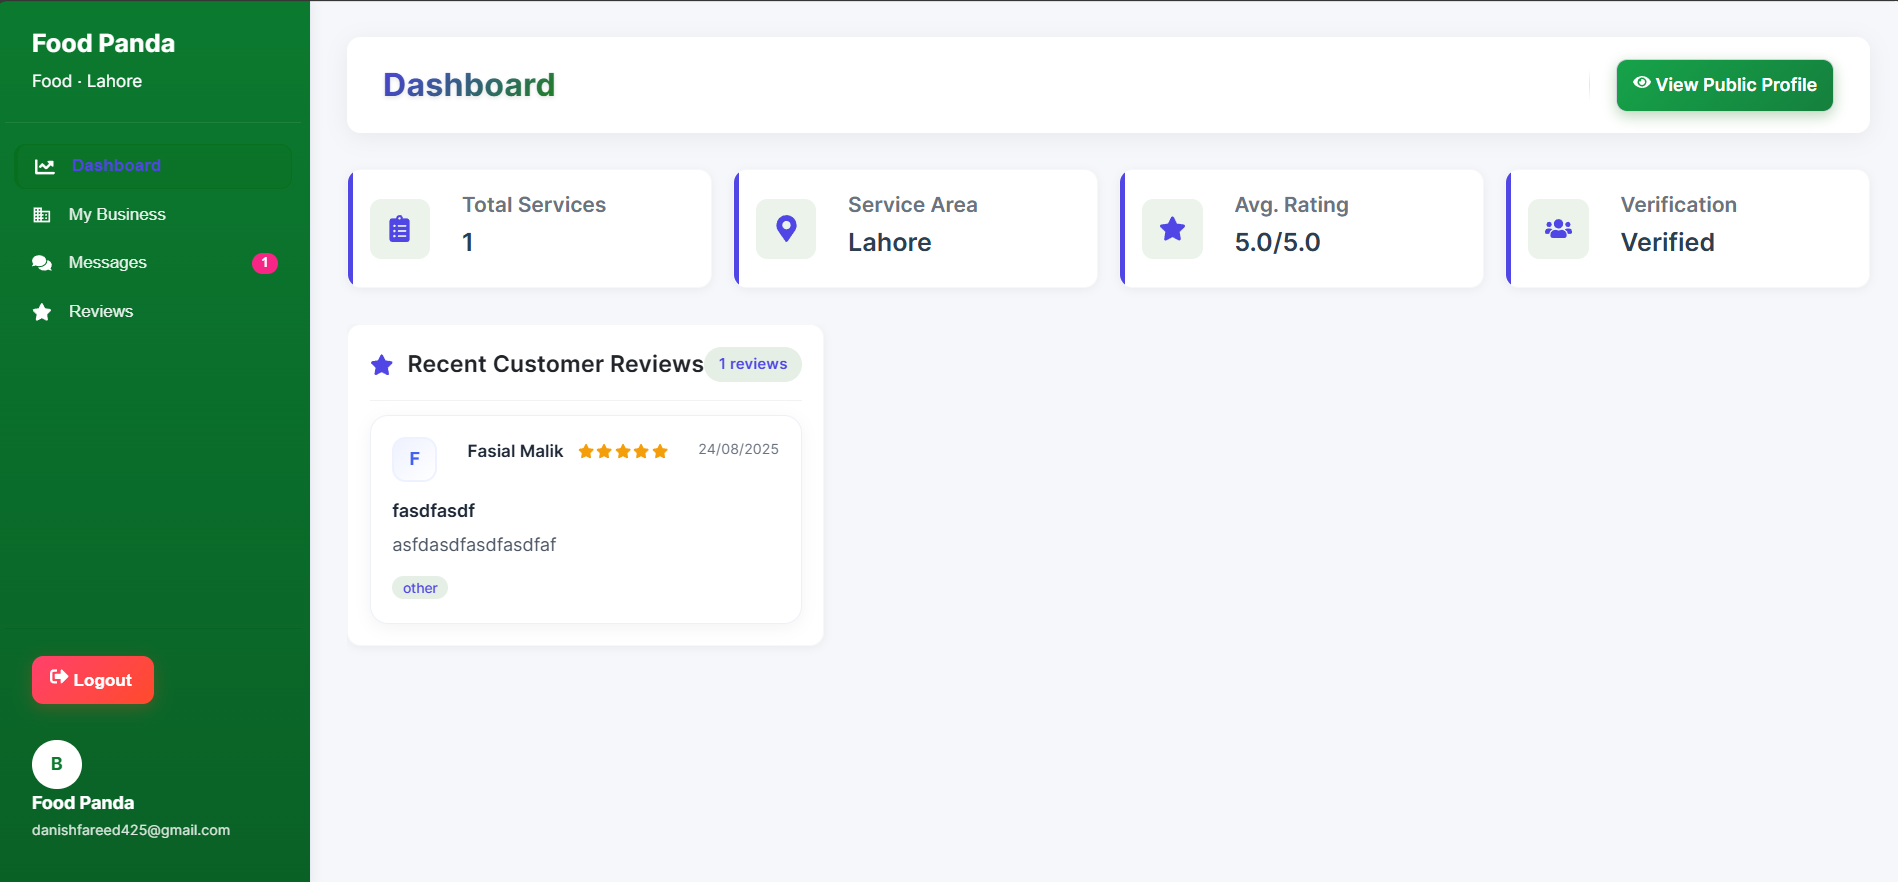 Food Panda
Food · Lahore
Dashboard
My Business
Messages
1
Reviews
Logout
B
Food Panda
danishfareed425@gmail.com
Dashboard
View Public Profile
Total Services
1
Service Area
Lahore
Avg. Rating
5.0/5.0
Verification
Verified
Recent Customer Reviews
1 reviews
F
Fasial Malik
24/08/2025
fasdfasdf
asfdasdfasdfasdfaf
other